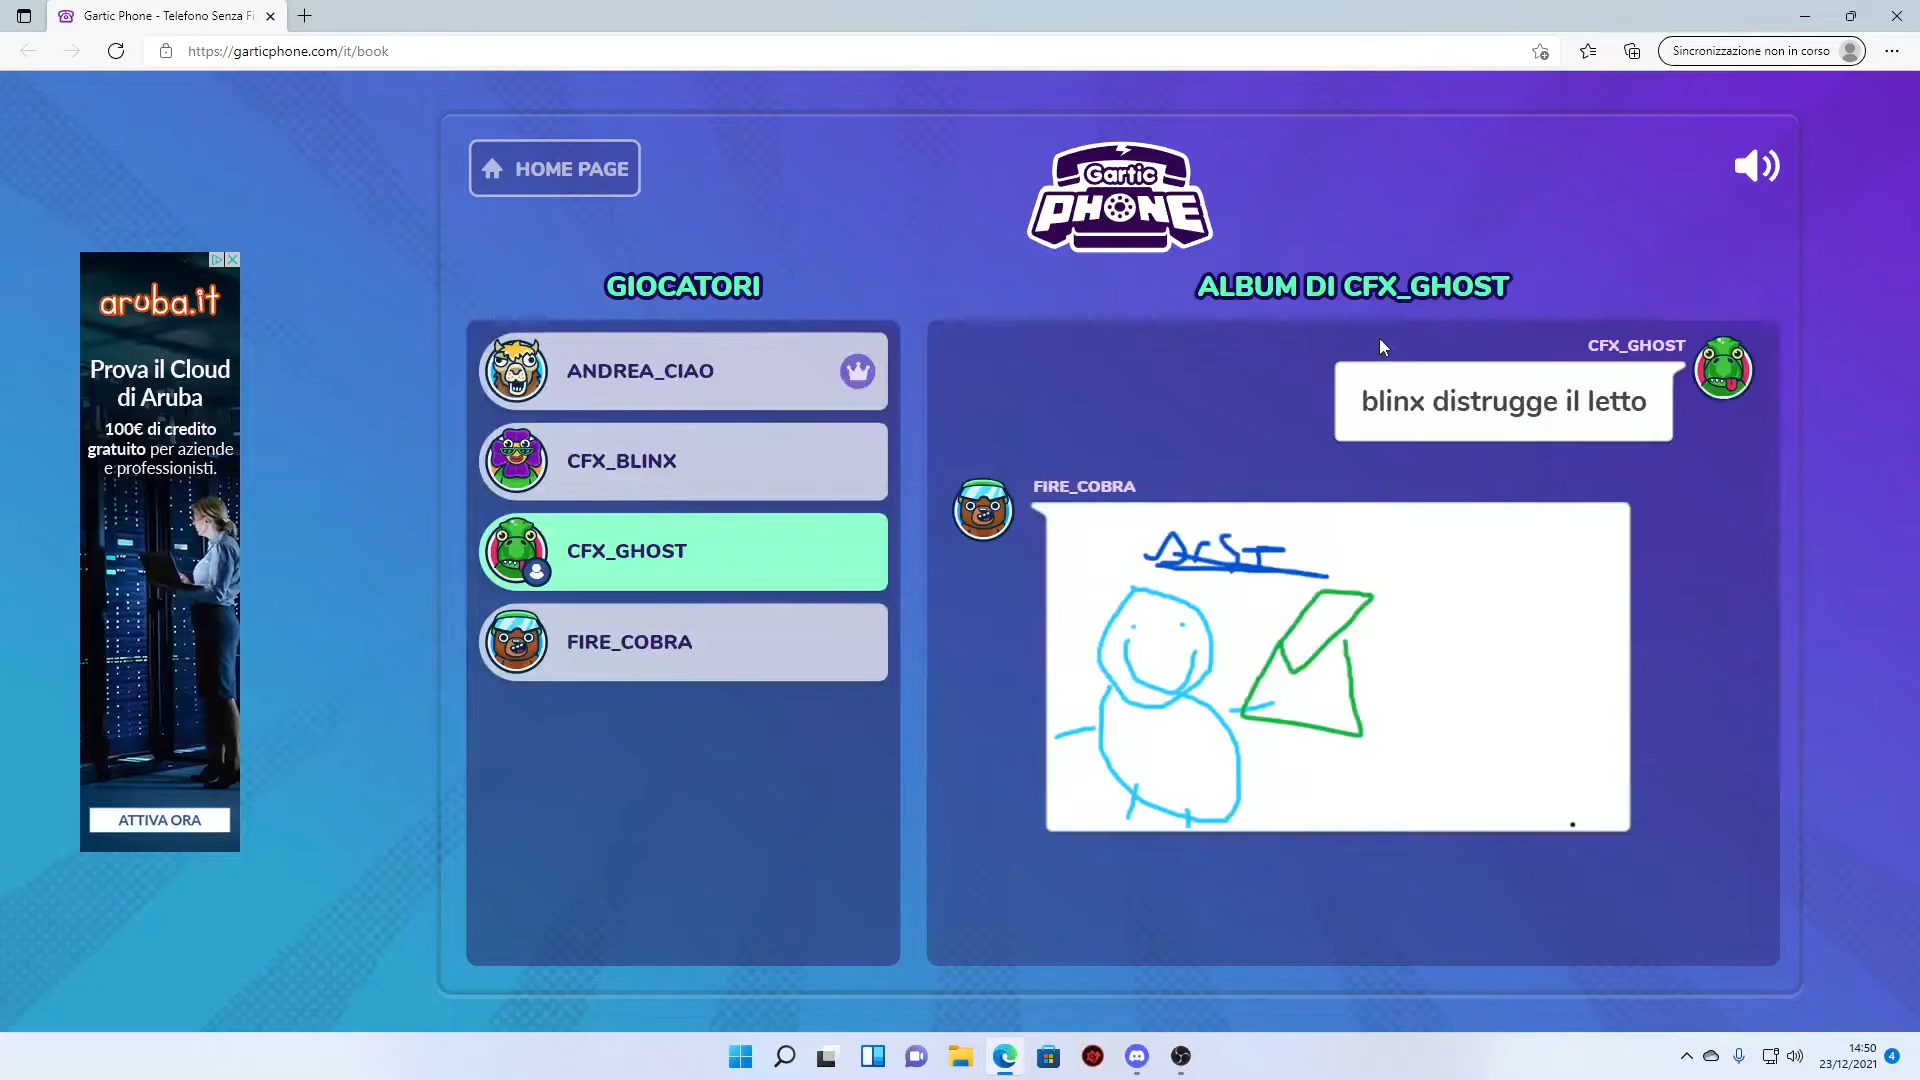 Gartic Phone - Telefono Senza Fi
https://garticphone.com/it/book
Sincronizzazione non in corso
HOME PAGE
Gartic
PHONE
GIOCATORI
ALBUM DI CFX_GHOST
ANDREA_CIAO
CFX_BLINX
CFX_GHOST
FIRE_COBRA
CFX_GHOST
blinx distrugge il letto
FIRE_COBRA
aruba.it
Prova il Cloud
di Aruba
100€ di credito
gratuito per aziende
e professionisti.
ATTIVA ORA
14:50
23/12/2021
4